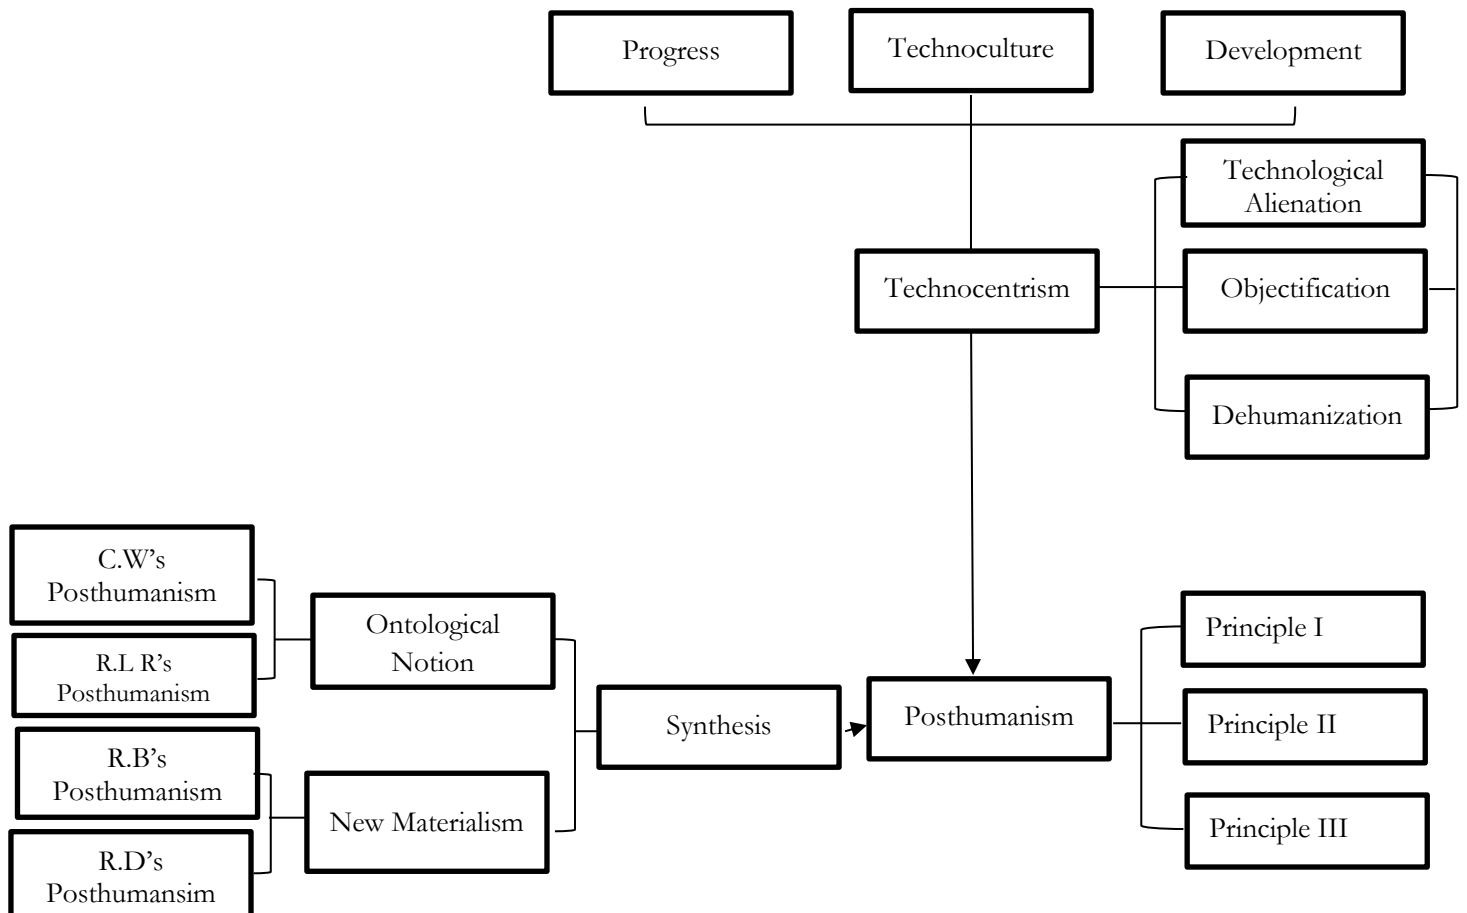 Progress
Technoculture
Development
Technological
Alienation
Technocentrism
Objectification
Dehumanization
C.W’s
Posthumanism
R.L R’s
Posthumanism
Ontological
Notion
R.B’s
Posthumanism
New Materialism
R.D’s
Posthumansim
Synthesis
Posthumanism
Principle I
Principle II
Principle III